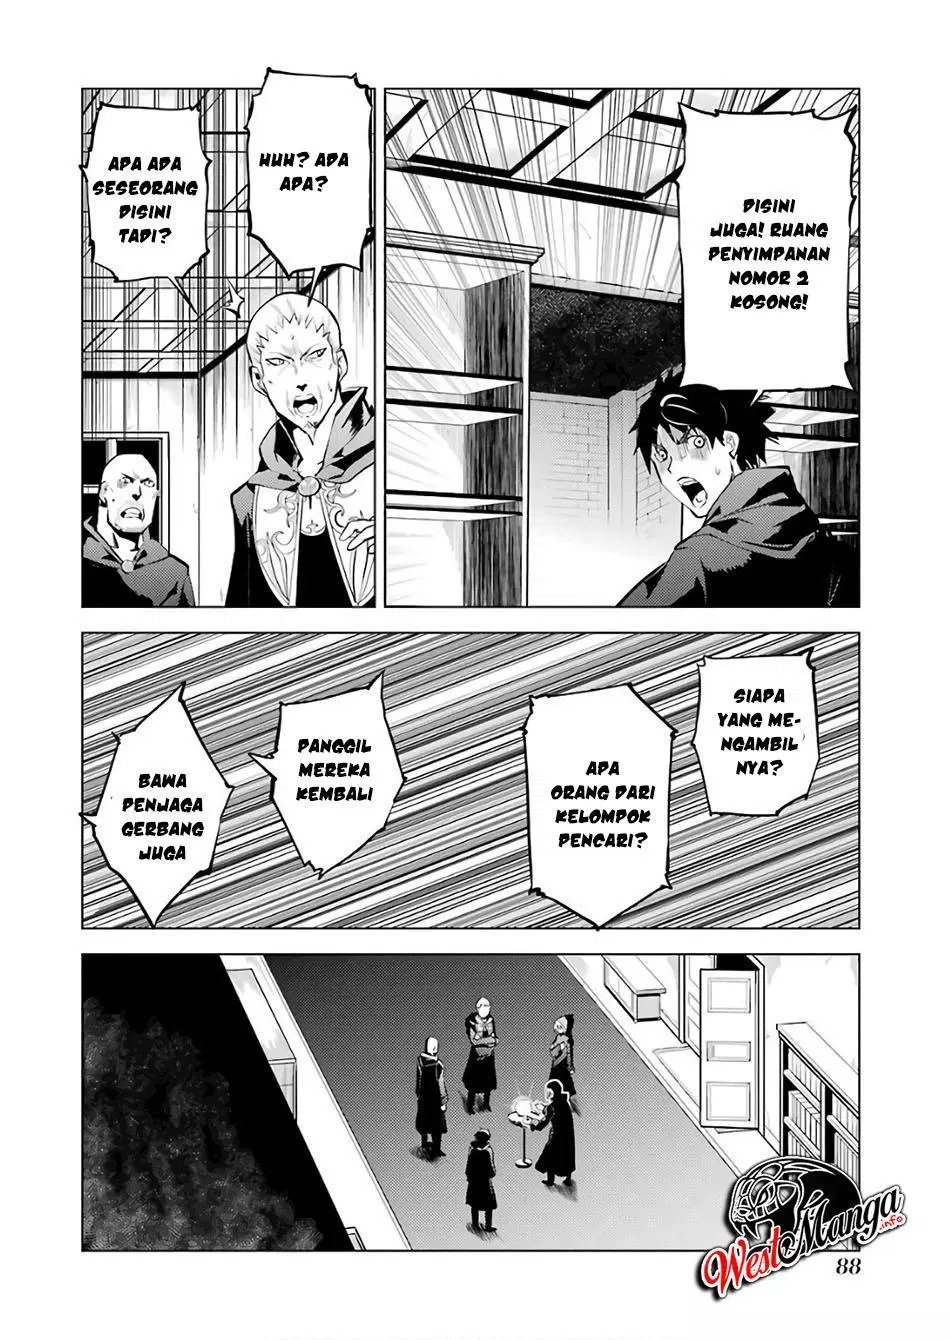 DISINI
JUGA! RUANG
PENYIMPANAN
NOMOR 2
KOSONG!
HUH? ADA
APA?
APA ADA
SESEORANG
DISINI
TADI?
SIAPA
YANG ME-
NGAMBIL
NYA?
APA
ORANG DARI
KELOMPOK
PENCARI?
PANGGIL
MEREKA
KEMBALI
BAWA
PENJAGA
GERBANG
JUGA
WestManga
.info
88